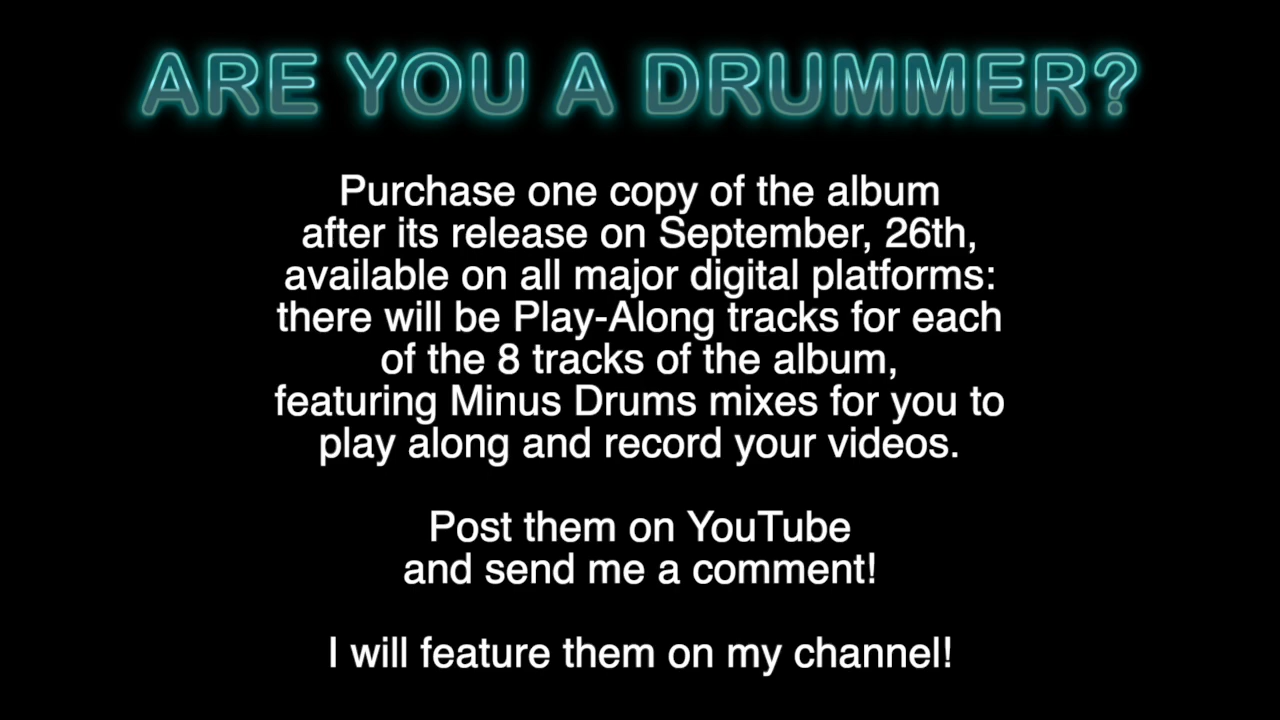 ARE YOU A DRUMMER?
Purchase one copy of the album
after its release on September, 26th,
available on all major digital platforms:
there will be Play-Along tracks for each
of the 8 tracks of the album,
featuring Minus Drums mixes for you to
play along and record your videos.
Post them on YouTube
and send me a comment!
I will feature them on my channel!